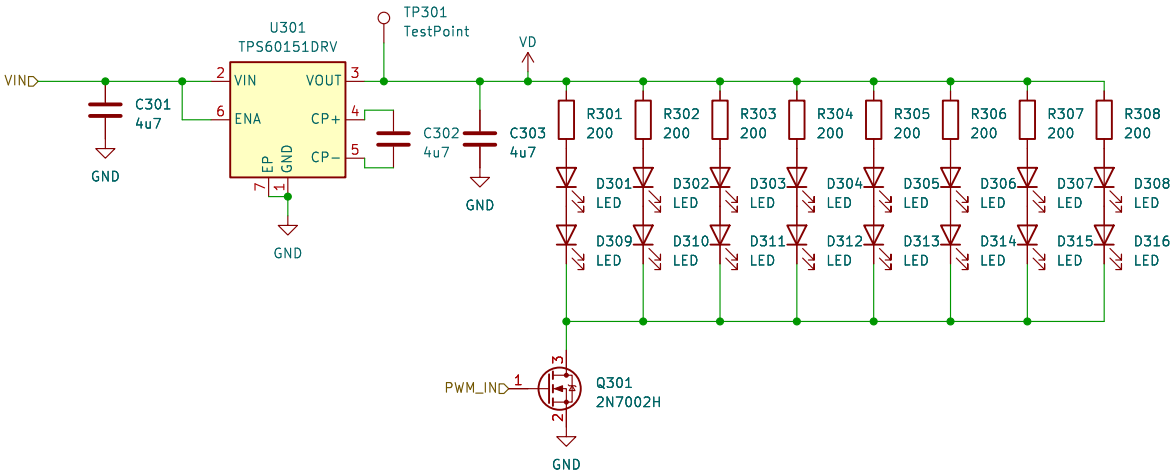 TP301
TestPoint
U301
TPS60151DRV
VD
VIN
2
VIN
VOUT
3
C301
4u7
6
ENA
CP+
4
C302
4u7
C303
4u7
CP-
5
EP
GND
7
1
GND
GND
GND
R301
200
R302
200
R303
200
R304
200
R305
200
R306
200
R307
200
R308
200
D301
LED
D302
LED
D303
LED
D304
LED
D305
LED
D306
LED
D307
LED
D308
LED
D309
LED
D310
LED
D311
LED
D312
LED
D313
LED
D314
LED
D315
LED
D316
LED
3
PWM_IN
1
Q301
2N7002H
2
GND